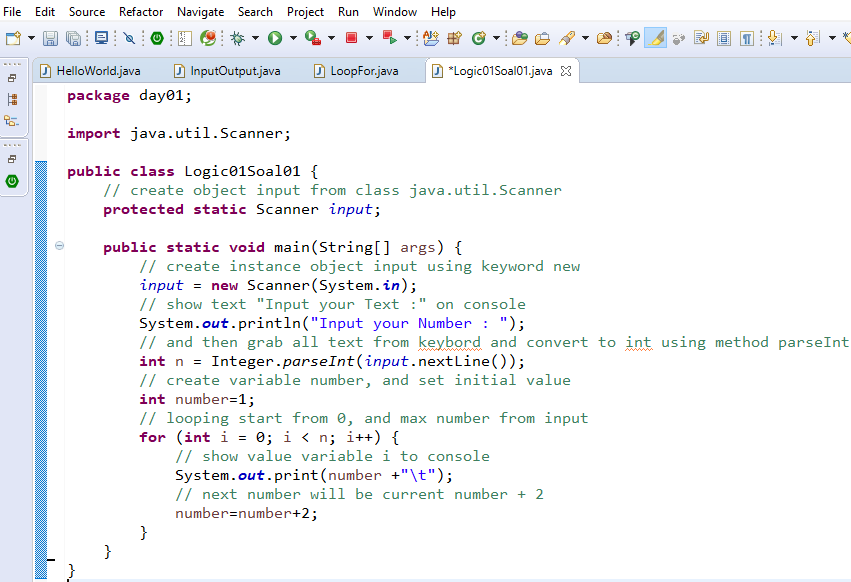 File Edit Source Refactor Navigate Search Project Run Window Help
HelloWorld.java InputOutput.java LoopFor.java *Logic01Soal01.java
package day01;
import java.util.Scanner;
public class Logic01Soal01 {
// create object input from class java.util.Scanner
protected static Scanner input;
public static void main(String[] args) {
// create instance object input using keyword new
input = new Scanner(System.in);
// show text "Input your Text :" on console
System.out.println("Input your Number : ");
// and then grab all text from keybord and convert to int using method parseInt
int n = Integer.parseInt(input.nextLine());
// create variable number, and set initial value
int number=1;
// looping start from 0, and max number from input
for (int i = 0; i < n; i++) {
// show value variable i to console
System.out.print(number +"\t");
// next number will be current number + 2
number=number+2;
}
}
}